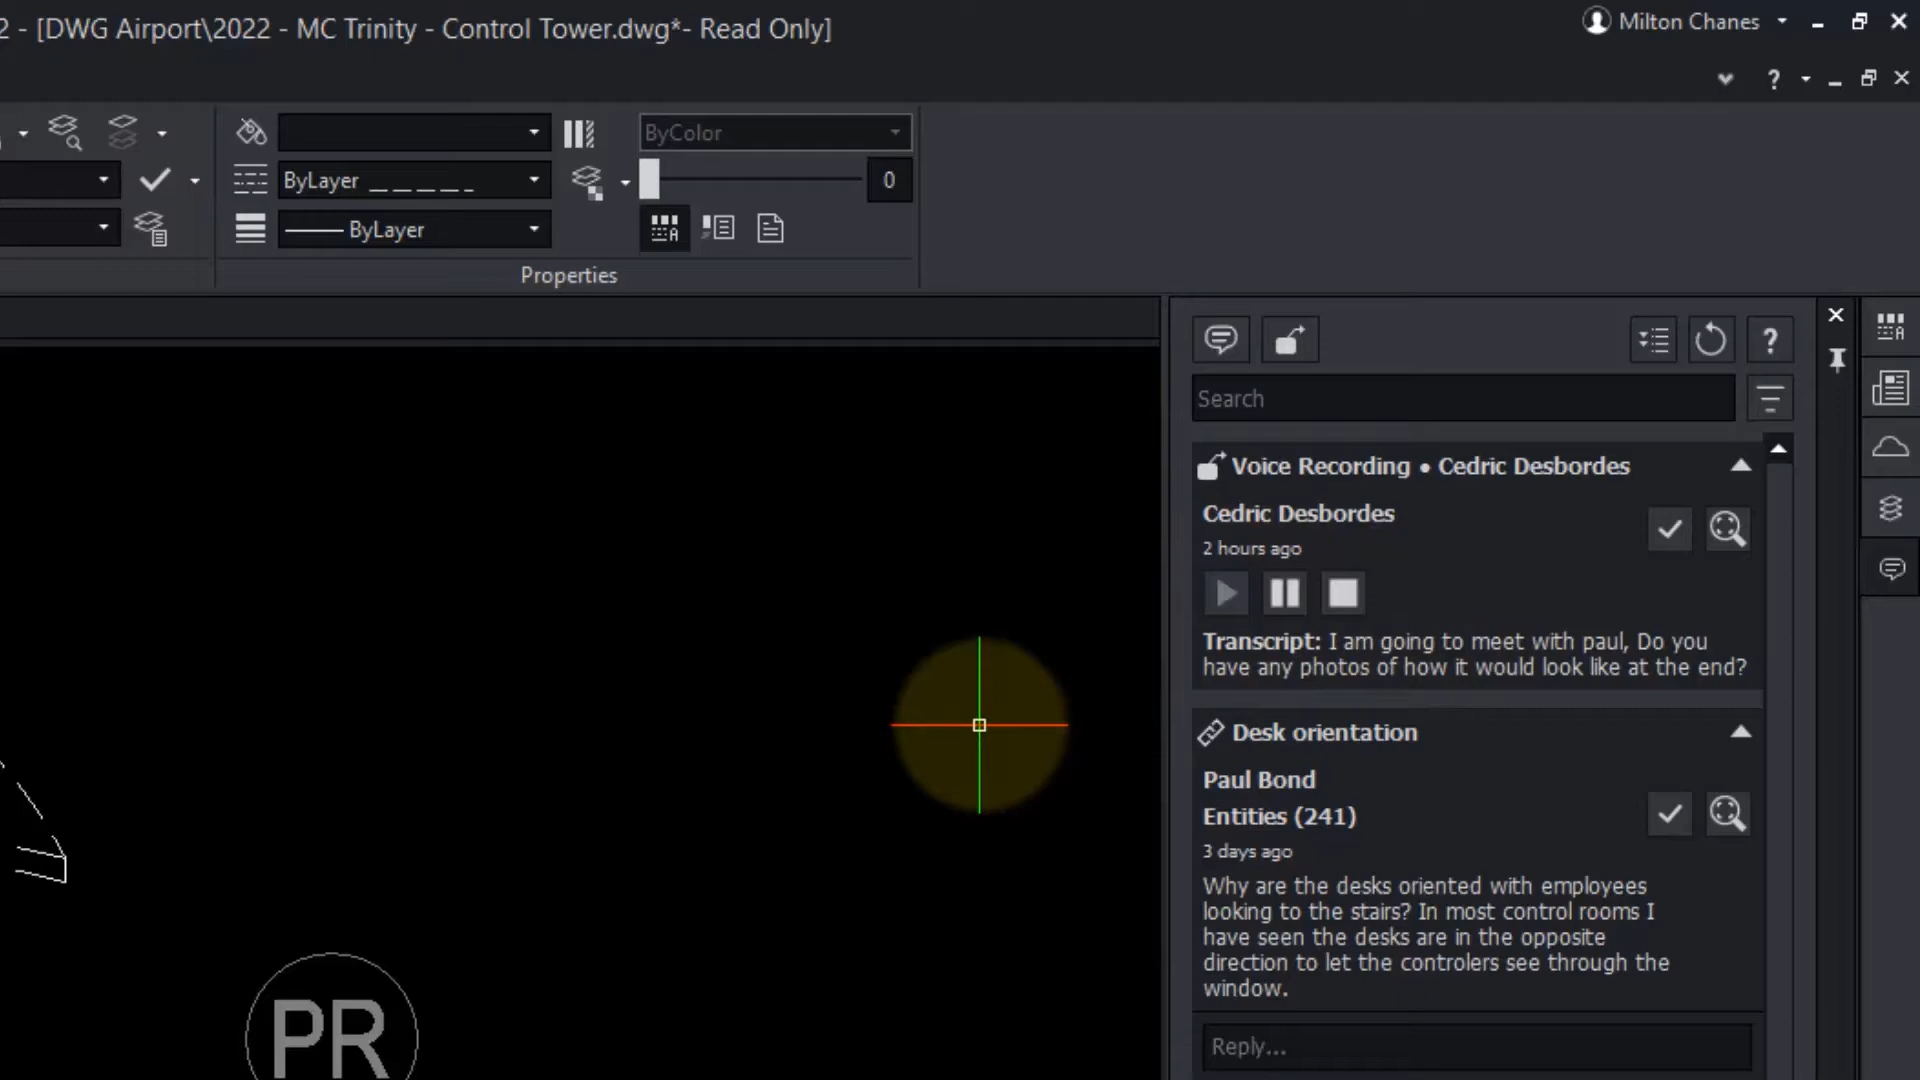 2 - [DWG Airport\2022 - MC Trinity - Control Tower.dwg*- Read Only]
Milton Chanes
?
ByColor
ByLayer
0
ByLayer
A
Properties
?
A
Search
Voice Recording • Cedric Desbordes
Cedric Desbordes
2 hours ago
Transcript: I am going to meet with paul, Do you
have any photos of how it would look like at the end?
Desk orientation
Paul Bond
Entities (241)
3 days ago
Why are the desks oriented with employees
looking to the stairs? In most control rooms I
have seen the desks are in the opposite
direction to let the controlers see through the
window.
PR
Reply...